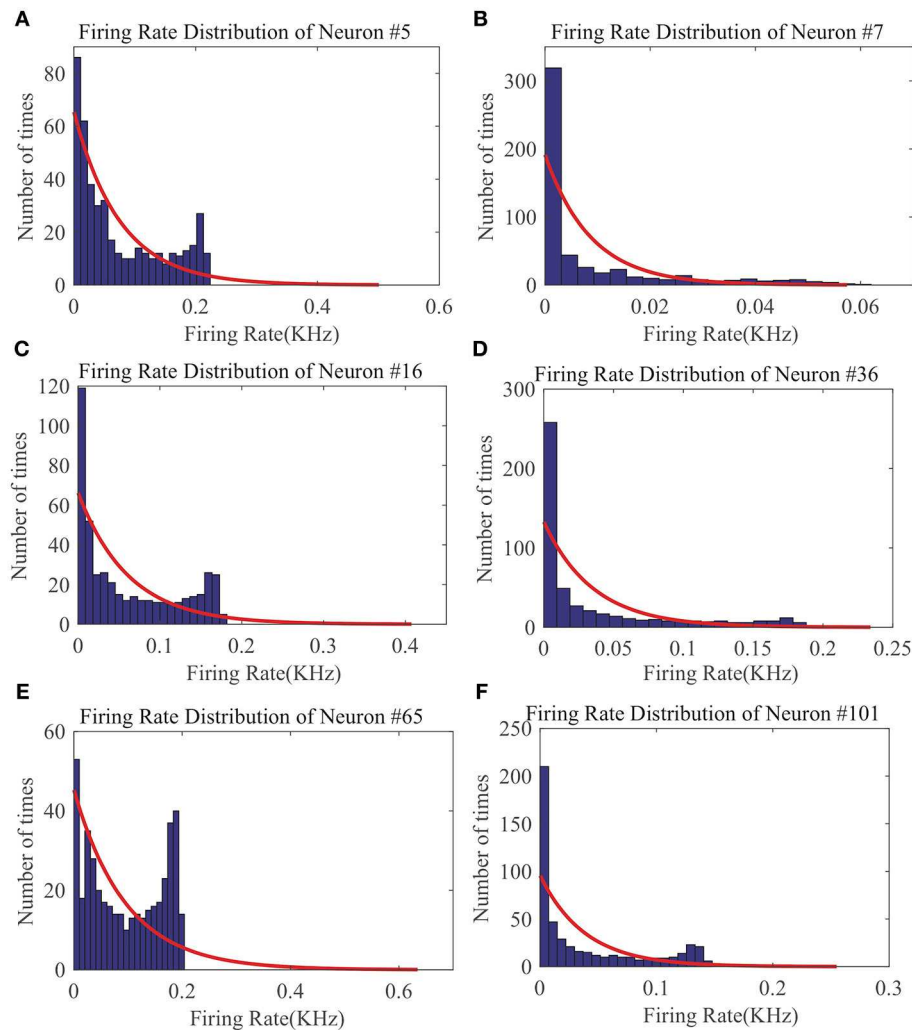 A
Firing Rate Distribution of Neuron #5
80
60
40
20
0
Number of times
0
0.2
0.4
0.6
Firing Rate(KHz)
B
Firing Rate Distribution of Neuron #7
300
200
100
0
Number of times
0
0.02
0.04
0.06
Firing Rate(KHz)
C
Firing Rate Distribution of Neuron #16
120
100
80
60
40
20
0
Number of times
0
0.1
0.2
0.3
0.4
Firing Rate(KHz)
D
Firing Rate Distribution of Neuron #36
300
200
100
0
Number of times
0
0.05
0.1
0.15
0.2
0.25
Firing Rate(KHz)
E
Firing Rate Distribution of Neuron #65
60
40
20
0
Number of times
0
0.2
0.4
0.6
Firing Rate(KHz)
F
Firing Rate Distribution of Neuron #101
250
200
150
100
50
0
Number of times
0
0.1
0.2
0.3
Firing Rate(KHz)